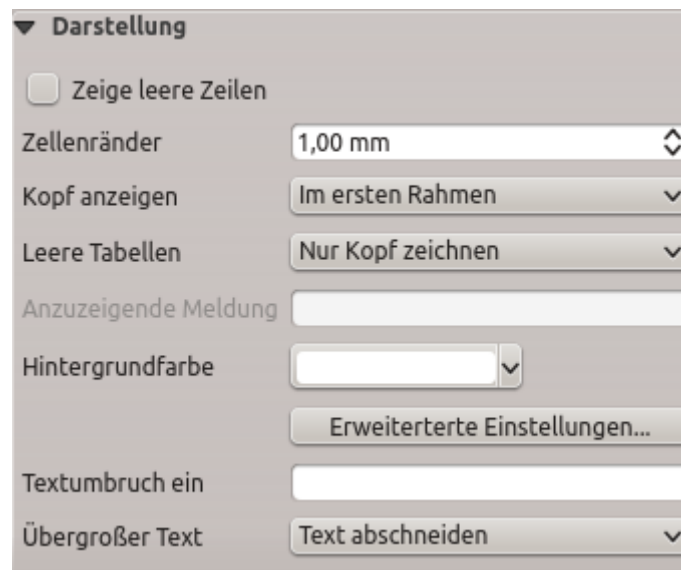 Darstellung
Zeige leere Zeilen
Zellenränder 1,00 mm
Kopf anzeigen Im ersten Rahmen
Leere Tabellen Nur Kopf zeichnen
Anzuzeigende Meldung
Hintergrundfarbe
Erweiterterte Einstellungen...
Textumbruch ein
Übergroßer Text Text abschneiden